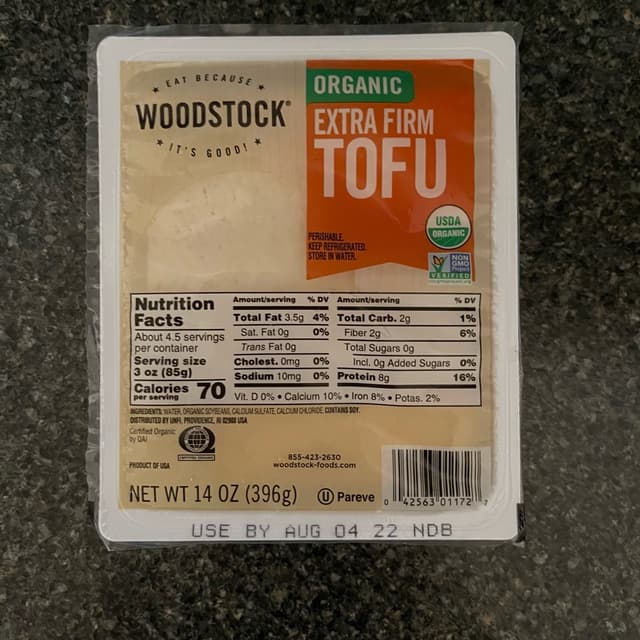 EAT BECAUSE
WOODSTOCK®
IT'S GOOD!
ORGANIC
EXTRA FIRM
TOFU
PERISHABLE.
KEEP REFRIGERATED.
STORE IN WATER.
USDA
ORGANIC
NON
GMO
Project
VERIFIED
Nutrition
Facts
About 4.5 servings
per container
Serving size
3 oz (85g)
Calories 70
per serving
Amount/serving % DV
Total Fat 3.5g 4%
Sat. Fat 0g 0%
Trans Fat 0g
Cholest. 0mg 0%
Sodium 10mg 0%
Amount/serving % DV
Total Carb. 2g 1%
Fiber 2g 6%
Total Sugars 0g
Incl. 0g Added Sugars 0%
Protein 8g 16%
Vit. D 0% • Calcium 10% • Iron 8% • Potas. 2%
INGREDIENTS: WATER, ORGANIC SOYBEANS, CALCIUM SULFATE, CALCIUM CHLORIDE. CONTAINS SOY.
DISTRIBUTED BY UNFI, PROVIDENCE, RI 02908 USA
Certified Organic
by QAI
PRODUCT OF USA
855-423-2630
woodstock-foods.com
NET WT 14 OZ (396g)
U Pareve
0 42563 01172 7
USE BY AUG 04 22 NDB